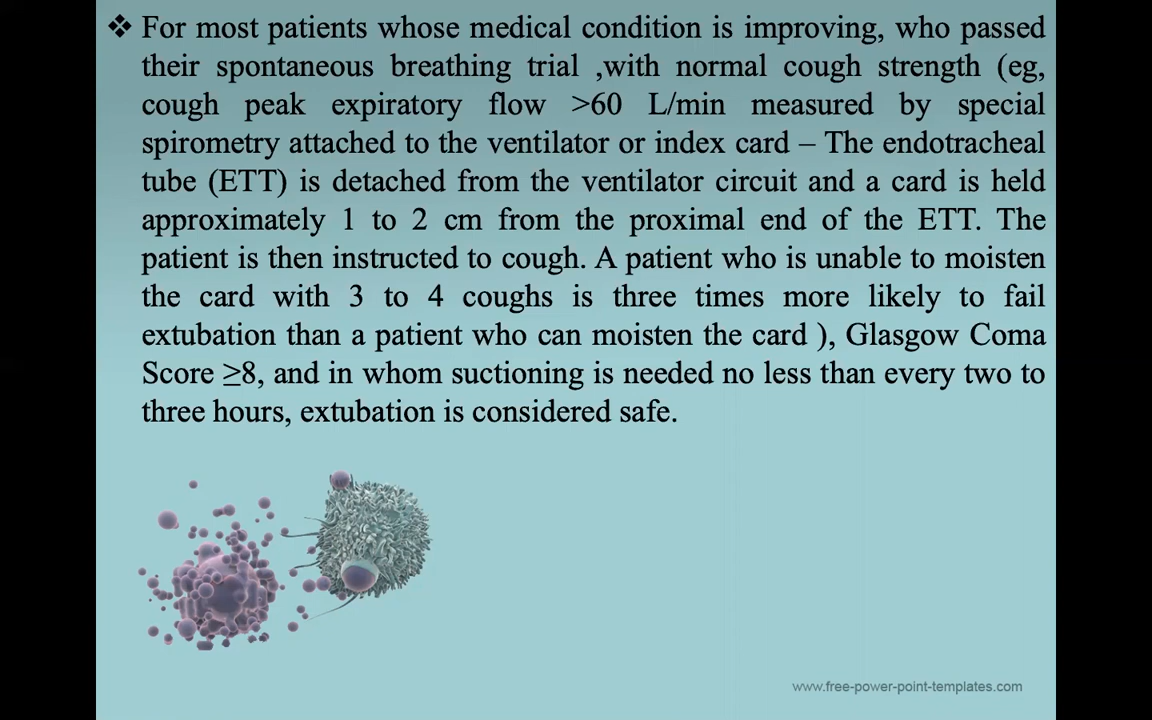 ❖ For most patients whose medical condition is improving, who passed
their spontaneous breathing trial ,with normal cough strength (eg,
cough peak expiratory flow >60 L/min measured by special
spirometry attached to the ventilator or index card – The endotracheal
tube (ETT) is detached from the ventilator circuit and a card is held
approximately 1 to 2 cm from the proximal end of the ETT. The
patient is then instructed to cough. A patient who is unable to moisten
the card with 3 to 4 coughs is three times more likely to fail
extubation than a patient who can moisten the card ), Glasgow Coma
Score ≥8, and in whom suctioning is needed no less than every two to
three hours, extubation is considered safe.
www.free-power-point-templates.com